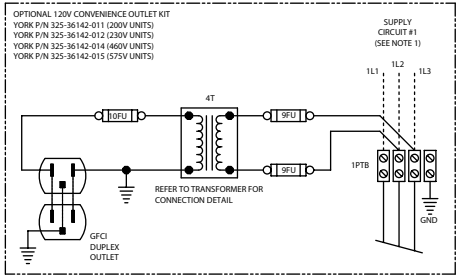 OPTIONAL 120V CONVENIENCE OUTLET KIT
YORK P/N 325-36142-011 (200V UNITS)
YORK P/N 325-36142-012 (230V UNITS)
YORK P/N 325-36142-014 (460V UNITS)
YORK P/N 325-36142-015 (575V UNITS)
SUPPLY
CIRCUIT #1
(SEE NOTE 1)
1L1
1L2
1L3
4T
10FU
9FU
9FU
1PTB
REFER TO TRANSFORMER FOR
CONNECTION DETAIL
GND
GFCI
DUPLEX
OUTLET